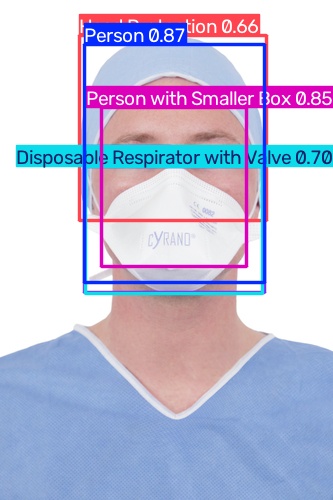 Head Protection 0.66
Person 0.87
Person with Smaller Box 0.85
Disposable Respirator with Valve 0.70
CYRANO®